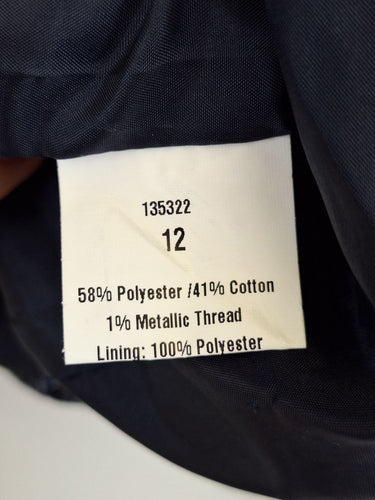 135322
12
58% Polyester /41% Cotton
1% Metallic Thread
Lining: 100% Polyester